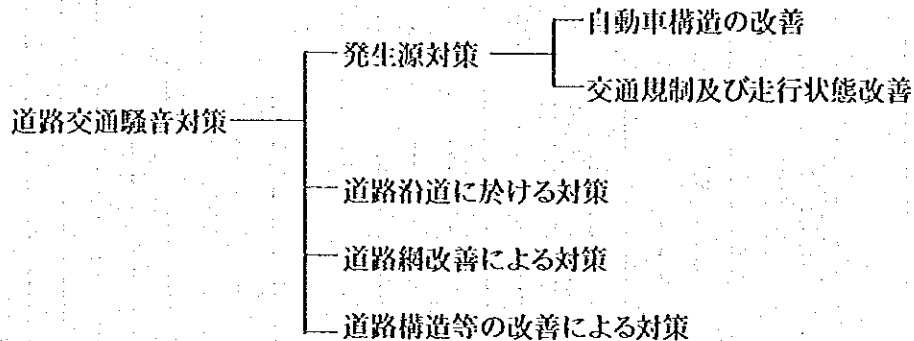 自動車構造の改善
発生源対策
交通規制及び走行状態改善
道路交通騒音対策
道路沿道に於ける対策
道路網改善による対策
道路構造等の改善による対策